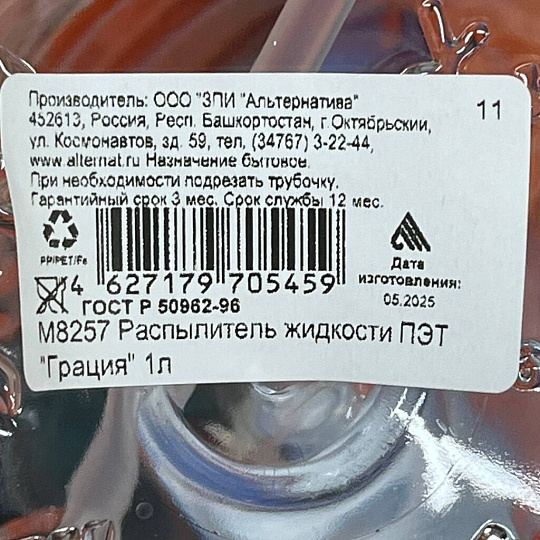 Производитель: ООО "ЗПИ "Альтернатива"
11
452613, Россия, Респ. Башкортостан, г.Октябрьский,
ул. Космонавтов, зд. 59, тел, (34767) 3-22-44,
www.alternat.ru Назначение бытовое.
При необходимости подрезать трубочку.
Гарантийный срок 3 мес. Срок службы 12 мес.
PP/PET/Fe
4 627179 705459
Дата
изготовления:
05.2025
ГОСТ Р 50962-96
М8257 Распылитель жидкости ПЭТ
"Грация" 1л